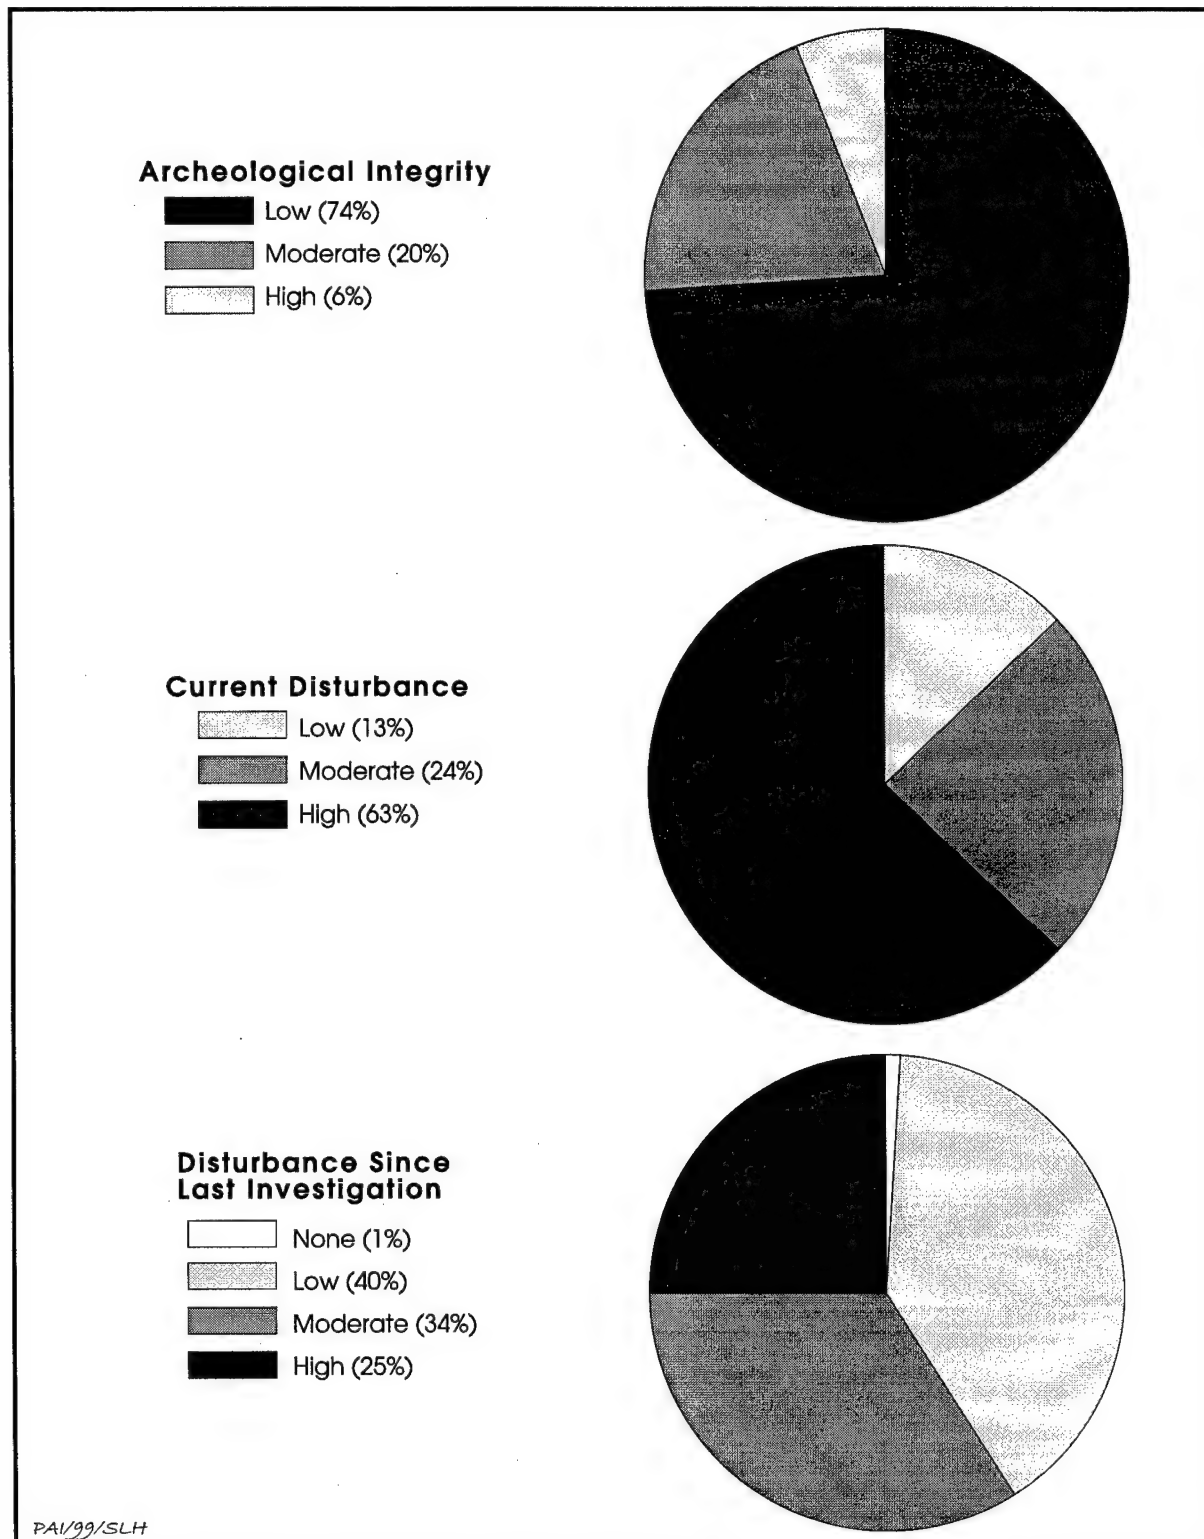 Archeological Integrity
Low (74%)
Moderate (20%)
High (6%)
Current Disturbance
Low (13%)
Moderate (24%)
High (63%)
Disturbance Since
Last Investigation
None (1%)
Low (40%)
Moderate (34%)
High (25%)
PAI/99/SLH